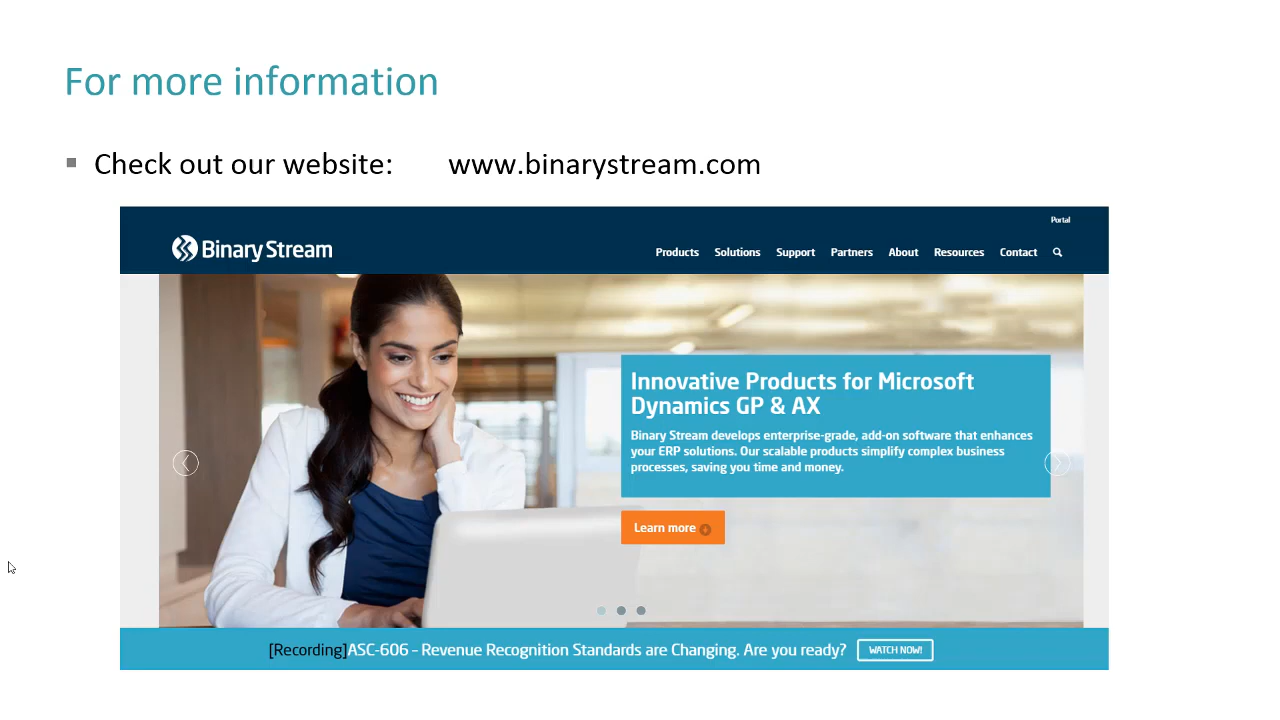 For more information
Check out our website: www.binarystream.com
Portal
Binary Stream
Products Solutions Support Partners About Resources Contact
Innovative Products for Microsoft
Dynamics GP & AX
Binary Stream develops enterprise-grade, add-on software that enhances
your ERP solutions. Our scalable products simplify complex business
processes, saving you time and money.
Learn more
[Recording]ASC-606 – Revenue Recognition Standards are Changing. Are you ready? WATCH NOW!